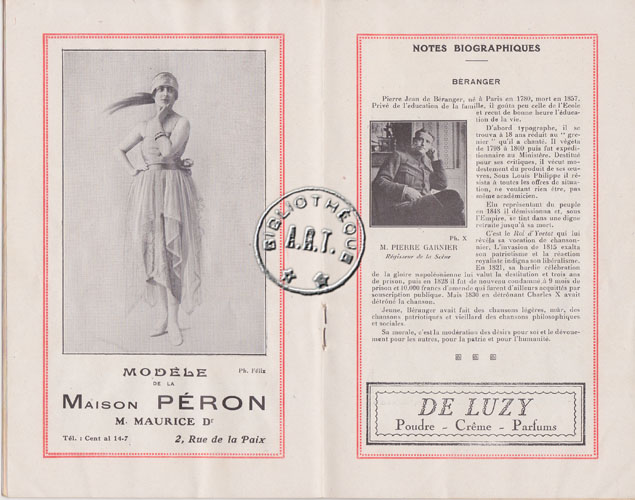 Ph. Félix
MODÈLE
DE LA
MAISON PÉRON
M. MAURICE Dr
Tél. : Cent al 14-7
2, Rue de la Paix
BIBLIOTHÈQUE
A.R.T.
NOTES BIOGRAPHIQUES
BÉRANGER
Pierre Jean de Béranger, né à Paris en 1780, mort en 1857.
Privé de l'éducation de la famille, il goûta peu celle de l'Ecole
et reçut de bonne heure l'éduca-
tion de la vie.
D'abord typographe, il se
trouva à 18 ans réduit au "gre-
nier" qu'il a chanté. Il végéta
de 1798 à 1800 puis fut expédi-
tionnaire au Ministère. Destitué
pour ses critiques, il vécut mo-
destement du produit de ses œu-
vres. Sous Louis Philippe il ré-
sista à toutes les offres de situa-
tion, ne voulant rien être, pas
même académicien.
Elu représentant du peuple
en 1848 il démissionna et, sous
l'Empire, se tint dans une digne
retraite jusqu'à sa mort.
C'est le Roi d'Yvetot qui lui
révéla sa vocation de chanson-
nier. L'invasion de 1815 exalta
son patriotisme et la réaction
royaliste indigna son libéralisme.
En 1821, sa hardie célébration
Ph. X
M. PIERRE GARNIER
Régisseur de la Scène
de la gloire napoléonienne lui valut la destitution et trois mois
de prison, puis en 1828 il fut de nouveau condamné à 9 mois de
prison et 10.000 francs d'amende qui furent d'ailleurs acquittés par
souscription publique. Mais 1830 en détrônant Charles X avait
détrôné la chanson.
Jeune, Béranger avait fait des chansons légères, mûr, des
chansons patriotiques et vieillard des chansons philosophiques
et sociales.
Sa morale, c'est la modération des désirs pour soi et le dévoue-
ment pour les autres, pour la patrie et pour l'humanité.
DE LUZY
Poudre - Crême - Parfums